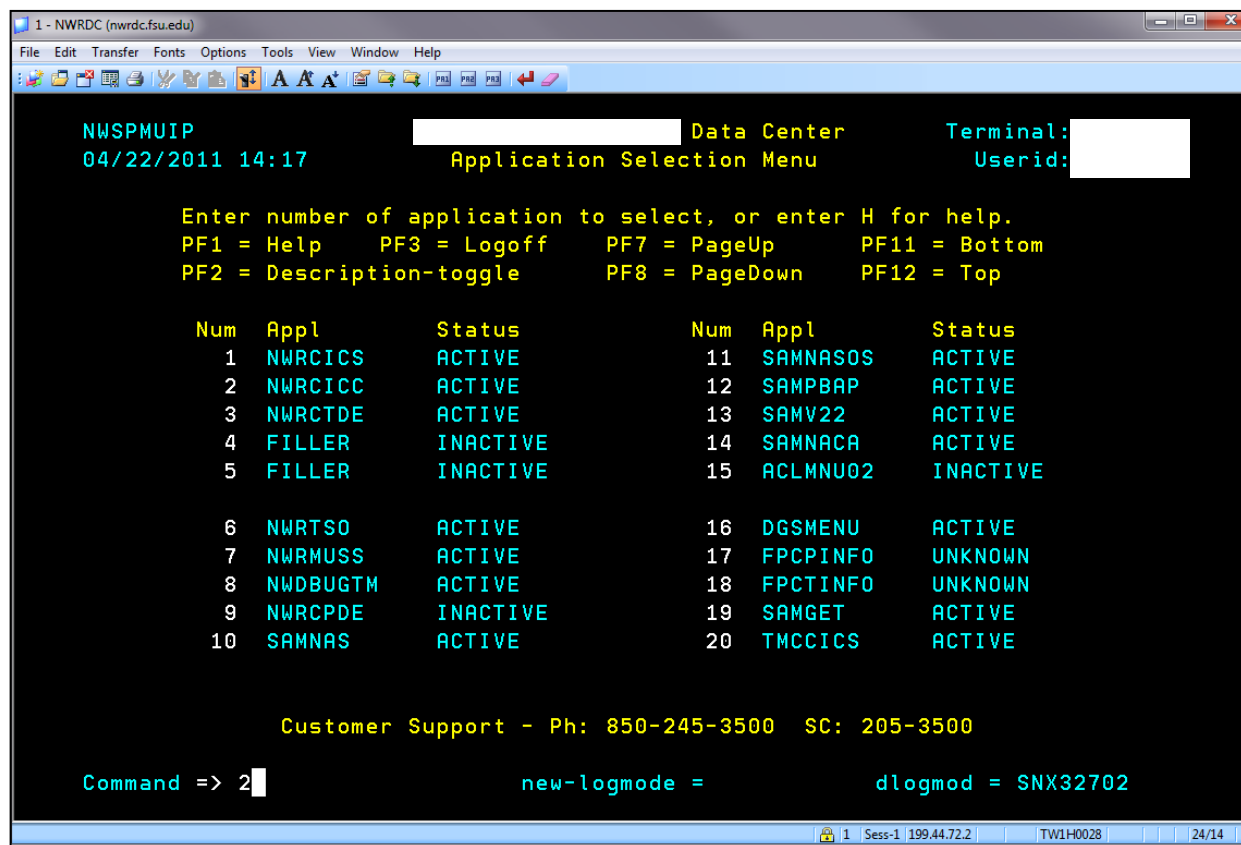 1 - NWRDC (nwrdc.fsu.edu)
File Edit Transfer Fonts Options Tools View Window Help
PR1 PR2 PR3
NWSPMUIP Data Center Terminal:
04/22/2011 14:17 Application Selection Menu Userid:
Enter number of application to select, or enter H for help.
PF1 = Help PF3 = Logoff PF7 = PageUp PF11 = Bottom
PF2 = Description-toggle PF8 = PageDown PF12 = Top
Num Appl Status Num Appl Status
1 NWRCICS ACTIVE 11 SAMNASOS ACTIVE
2 NWRCICC ACTIVE 12 SAMPBAP ACTIVE
3 NWRCTDE ACTIVE 13 SAMV22 ACTIVE
4 FILLER INACTIVE 14 SAMNACA ACTIVE
5 FILLER INACTIVE 15 ACLMNU02 INACTIVE
6 NWRTSO ACTIVE 16 DGSMENU ACTIVE
7 NWRMUSS ACTIVE 17 FPCPINFO UNKNOWN
8 NWDBUGTM ACTIVE 18 FPCTINFO UNKNOWN
9 NWRCPDE INACTIVE 19 SAMGET ACTIVE
10 SAMNAS ACTIVE 20 TMCCICS ACTIVE
Customer Support - Ph: 850-245-3500 SC: 205-3500
Command => 2 new-logmode = dlogmod = SNX32702
1 Sess-1 199.44.72.2 TW1H0028 24/14